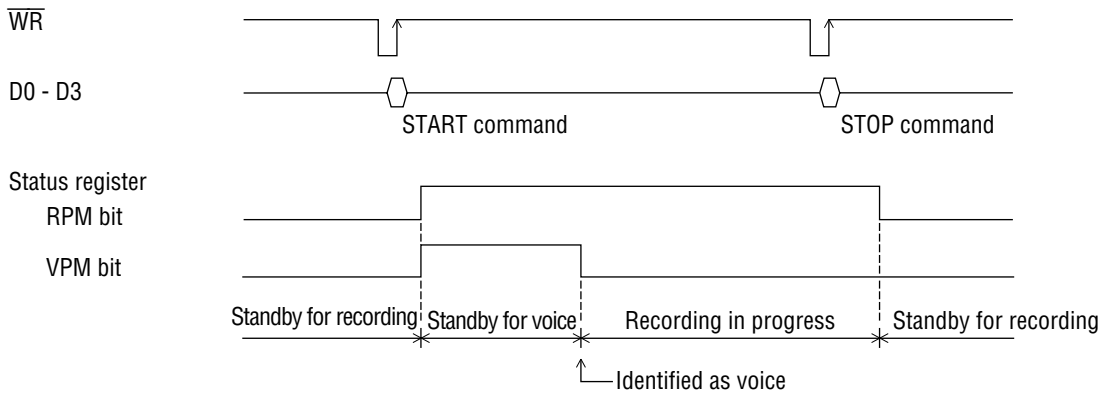 WR
D0 - D3
START command
STOP command
Status register
RPM bit
VPM bit
Standby for recording
Standby for voice
Recording in progress
Standby for recording
Identified as voice